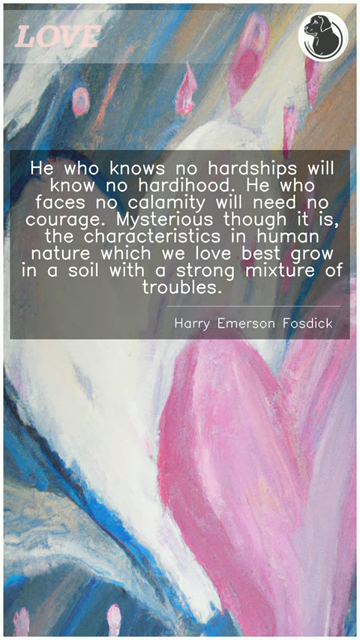 LOVE
He who knows no hardships will
know no hardihood. He who
faces no calamity will need no
courage. Mysterious though it is,
the characteristics in human
nature which we love best grow
in a soil with a strong mixture of
troubles.
Harry Emerson Fosdick